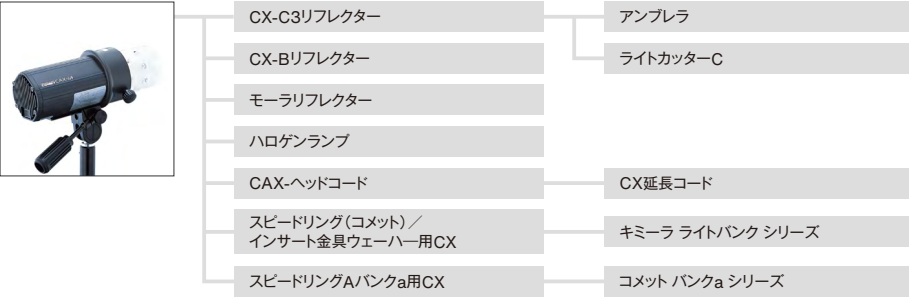 CX-C3リフレクター
アンブレラ
CX-Bリフレクター
ライトカッターC
モーラリフレクター
ハロゲンランプ
CAX-ヘッドコード
CX延長コード
スピードリング（コメット）／
インサート金具ウェーハー用CX
キミーラ ライトバンク シリーズ
スピードリングAバンクa用CX
コメット バンクa シリーズ